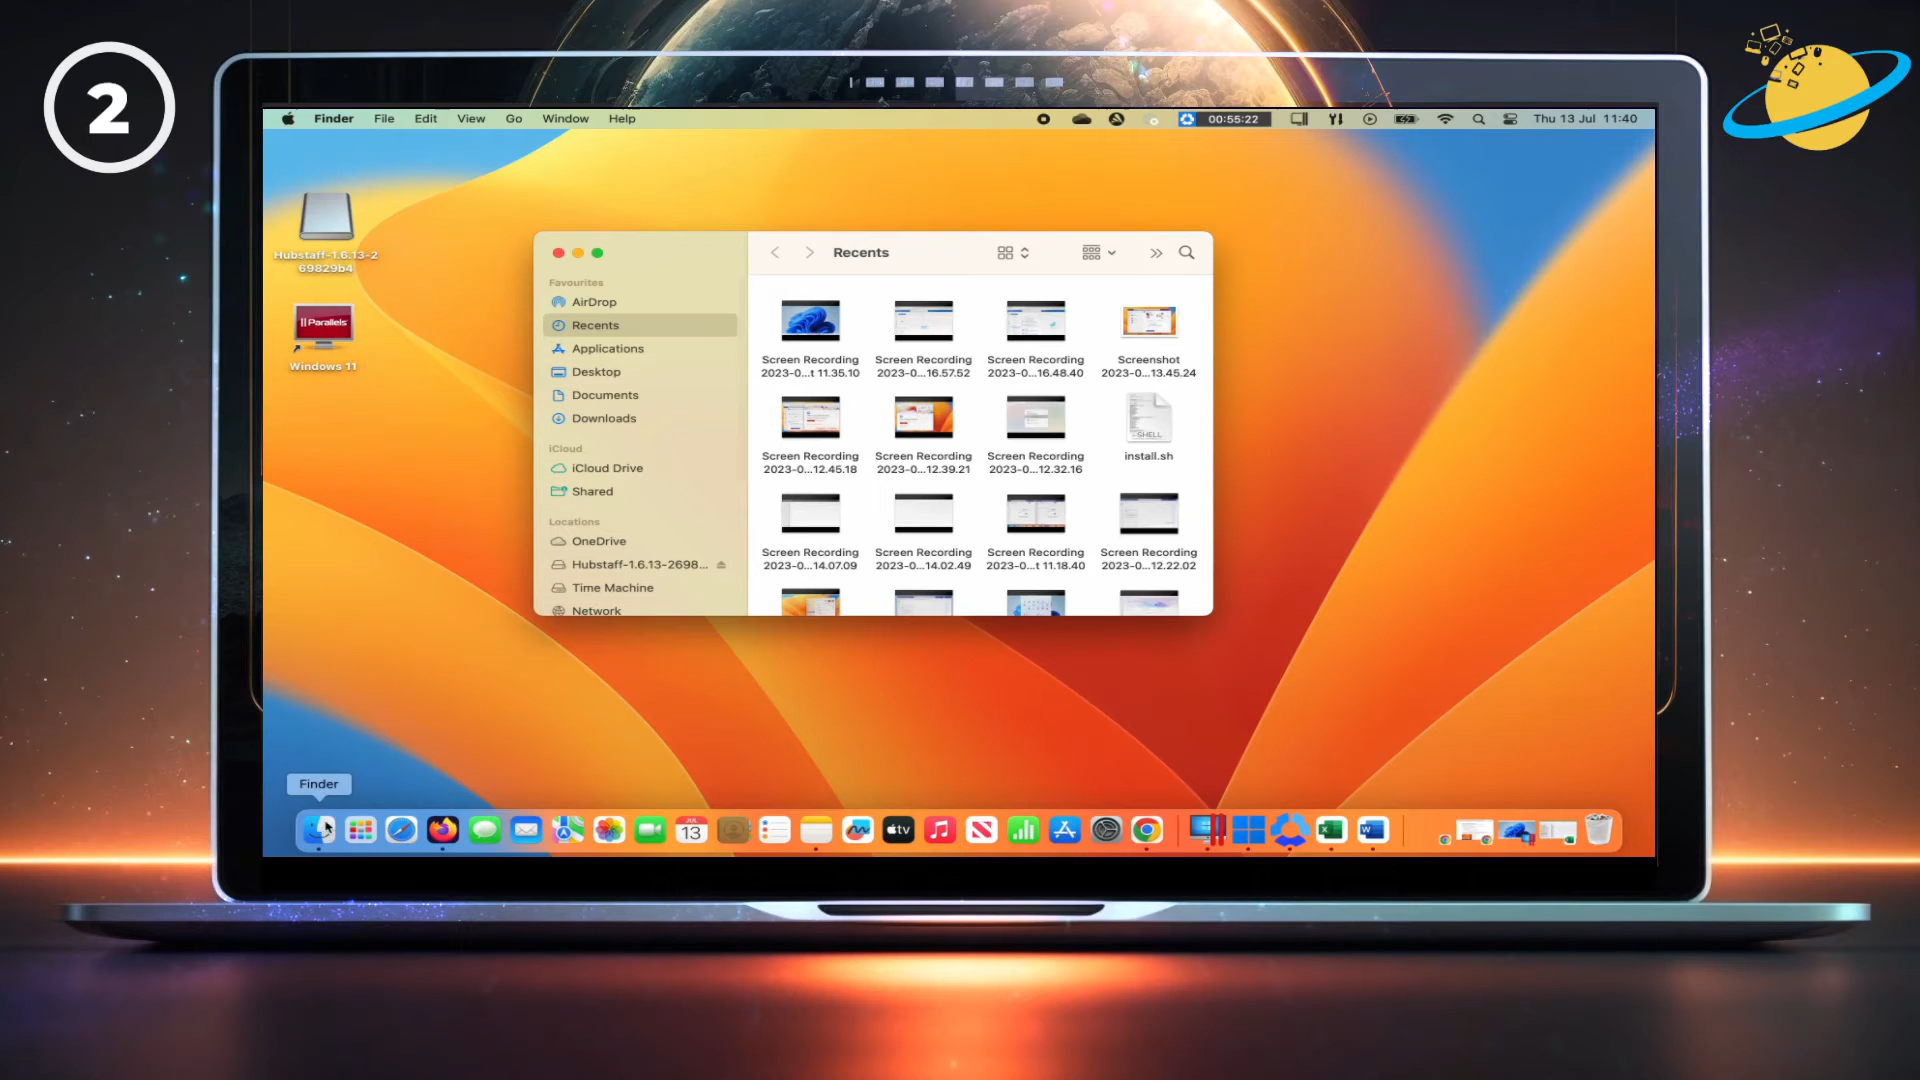 2
Finder File Edit View Go Window Help
00:55:22
Thu 13 Jul 11:40
Hubstaff-1.6.13-2
69829b4
Parallels
Windows 11
Recents
Favourites
AirDrop
Recents
Applications
Desktop
Documents
Downloads
iCloud
iCloud Drive
Shared
Locations
OneDrive
Hubstaff-1.6.13-2698...
Time Machine
Network
Screen Recording
2023-0...t 11.35.10
Screen Recording
2023-0...16.57.52
Screen Recording
2023-0...16.48.40
Screenshot
2023-0...13.45.24
Screen Recording
2023-0...12.45.18
Screen Recording
2023-0...12.39.21
Screen Recording
2023-0...12.32.16
SHELL
install.sh
Screen Recording
2023-0...14.07.09
Screen Recording
2023-0...14.02.49
Screen Recording
2023-0...t 11.18.40
Screen Recording
2023-0...12.22.02
Finder
JUL
13
tv
X
W